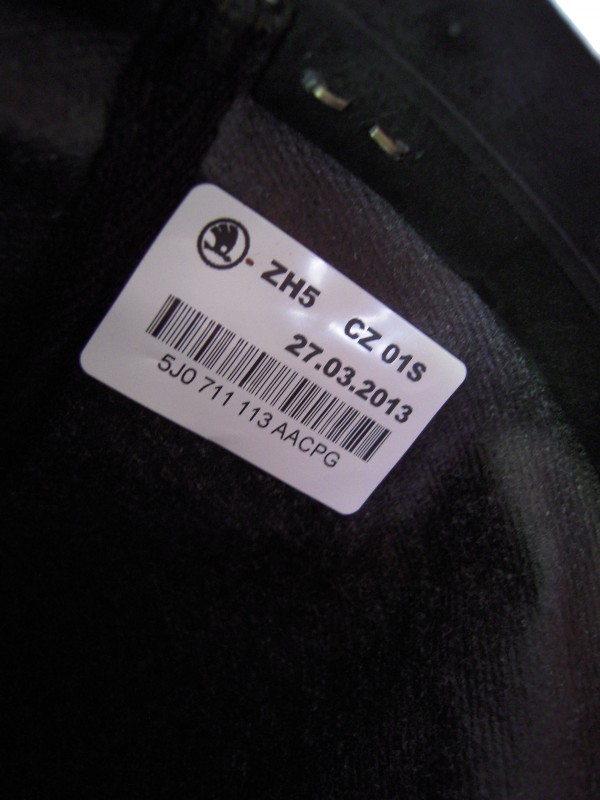 - ZH5 CZ 01S
27.03.2013
5J0 711 113 AACPG